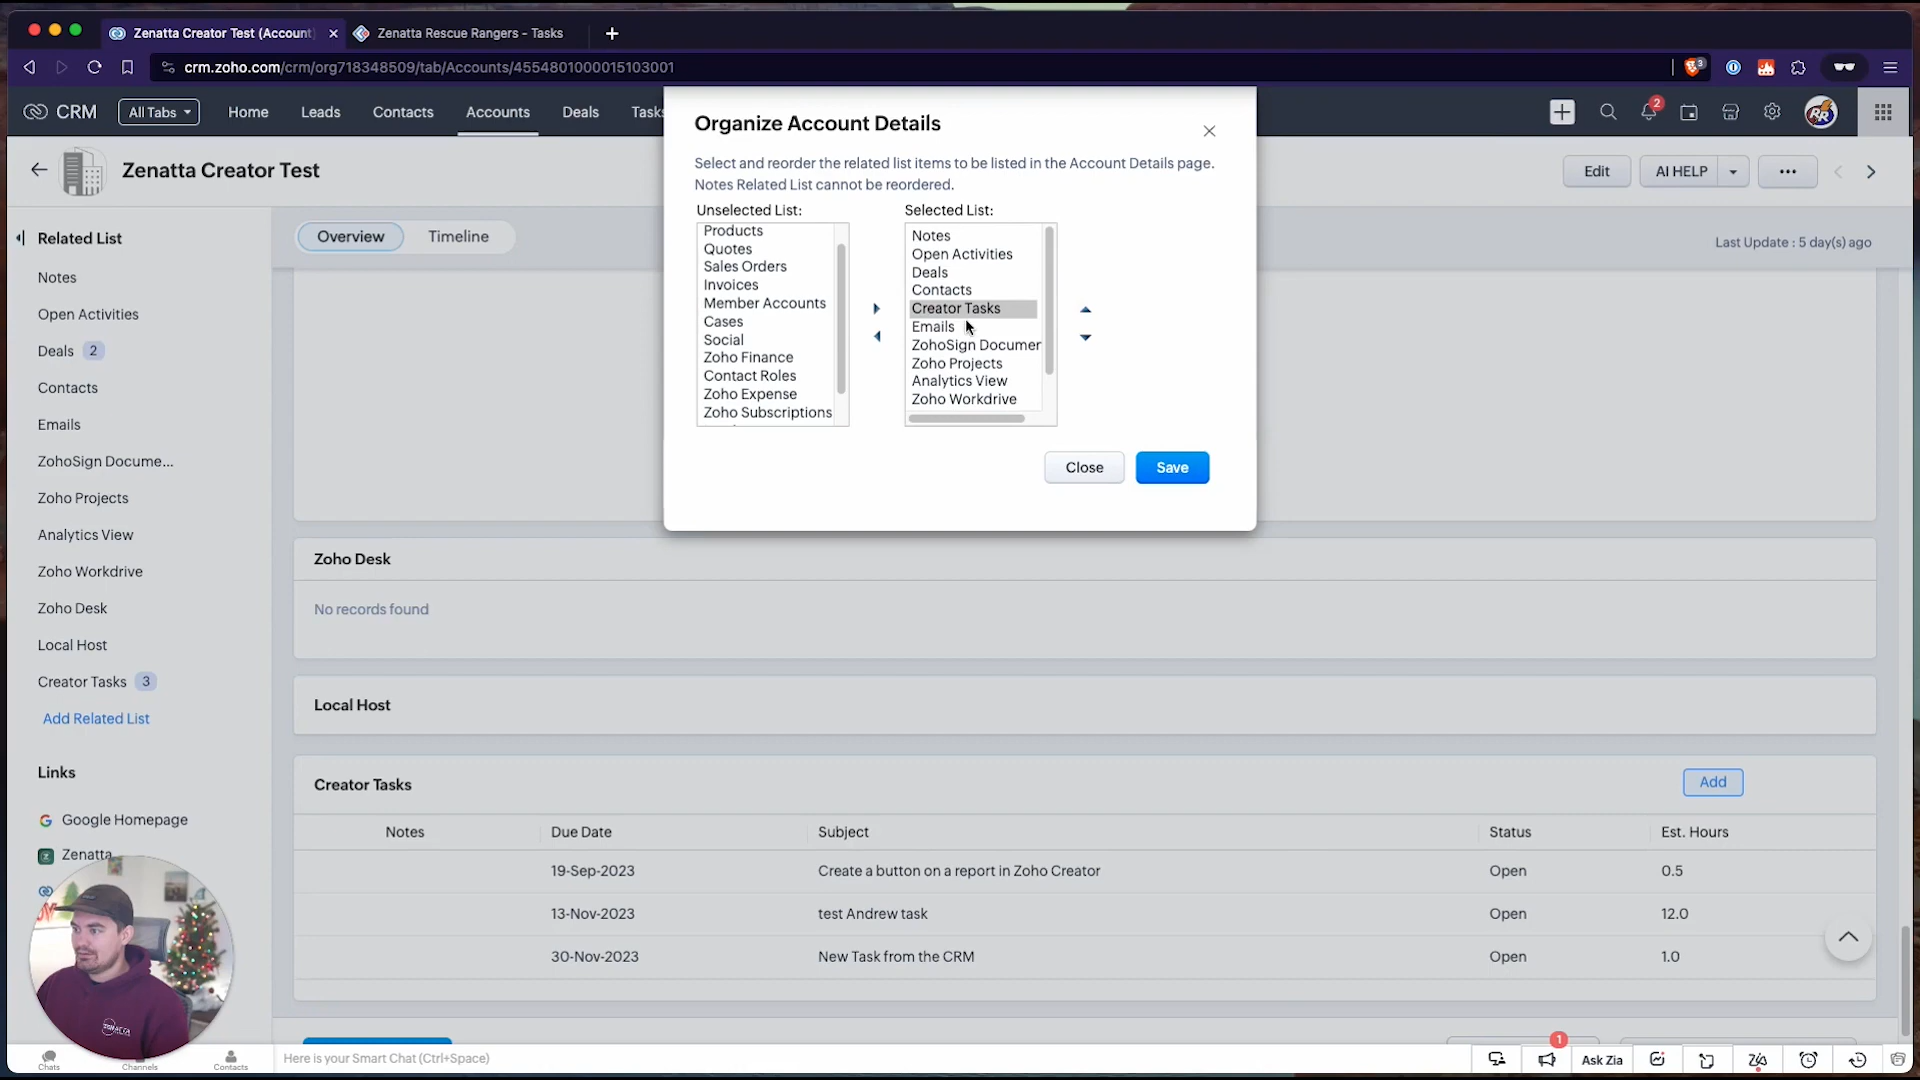 Zenatta Creator Test (Account
Zenatta Rescue Rangers - Tasks
crm.zoho.com/crm/org718348509/tab/Accounts/4554801000015103001
3
CRM
All Tabs
Home
Leads
Contacts
Accounts
Deals
Tasks
2
Zenatta Creator Test
Edit
AI HELP
Related List
Notes
Open Activities
Deals 2
Contacts
Emails
ZohoSign Docume...
Zoho Projects
Analytics View
Zoho Workdrive
Zoho Desk
Local Host
Creator Tasks 3
Add Related List
Links
Google Homepage
Zenatta
Overview
Timeline
Last Update : 5 day(s) ago
Organize Account Details
Select and reorder the related list items to be listed in the Account Details page.
Notes Related List cannot be reordered.
Unselected List:
Products
Quotes
Sales Orders
Invoices
Member Accounts
Cases
Social
Zoho Finance
Contact Roles
Zoho Expense
Zoho Subscriptions
Selected List:
Notes
Open Activities
Deals
Contacts
Creator Tasks
Emails
ZohoSign Documen
Zoho Projects
Analytics View
Zoho Workdrive
Close
Save
Zoho Desk
No records found
Local Host
Creator Tasks
Add
Notes Due Date Subject Status Est. Hours
19-Sep-2023 Create a button on a report in Zoho Creator Open 0.5
13-Nov-2023 test Andrew task Open 12.0
30-Nov-2023 New Task from the CRM Open 1.0
Chats
Channels
Contacts
Here is your Smart Chat (Ctrl+Space)
1
Ask Zia